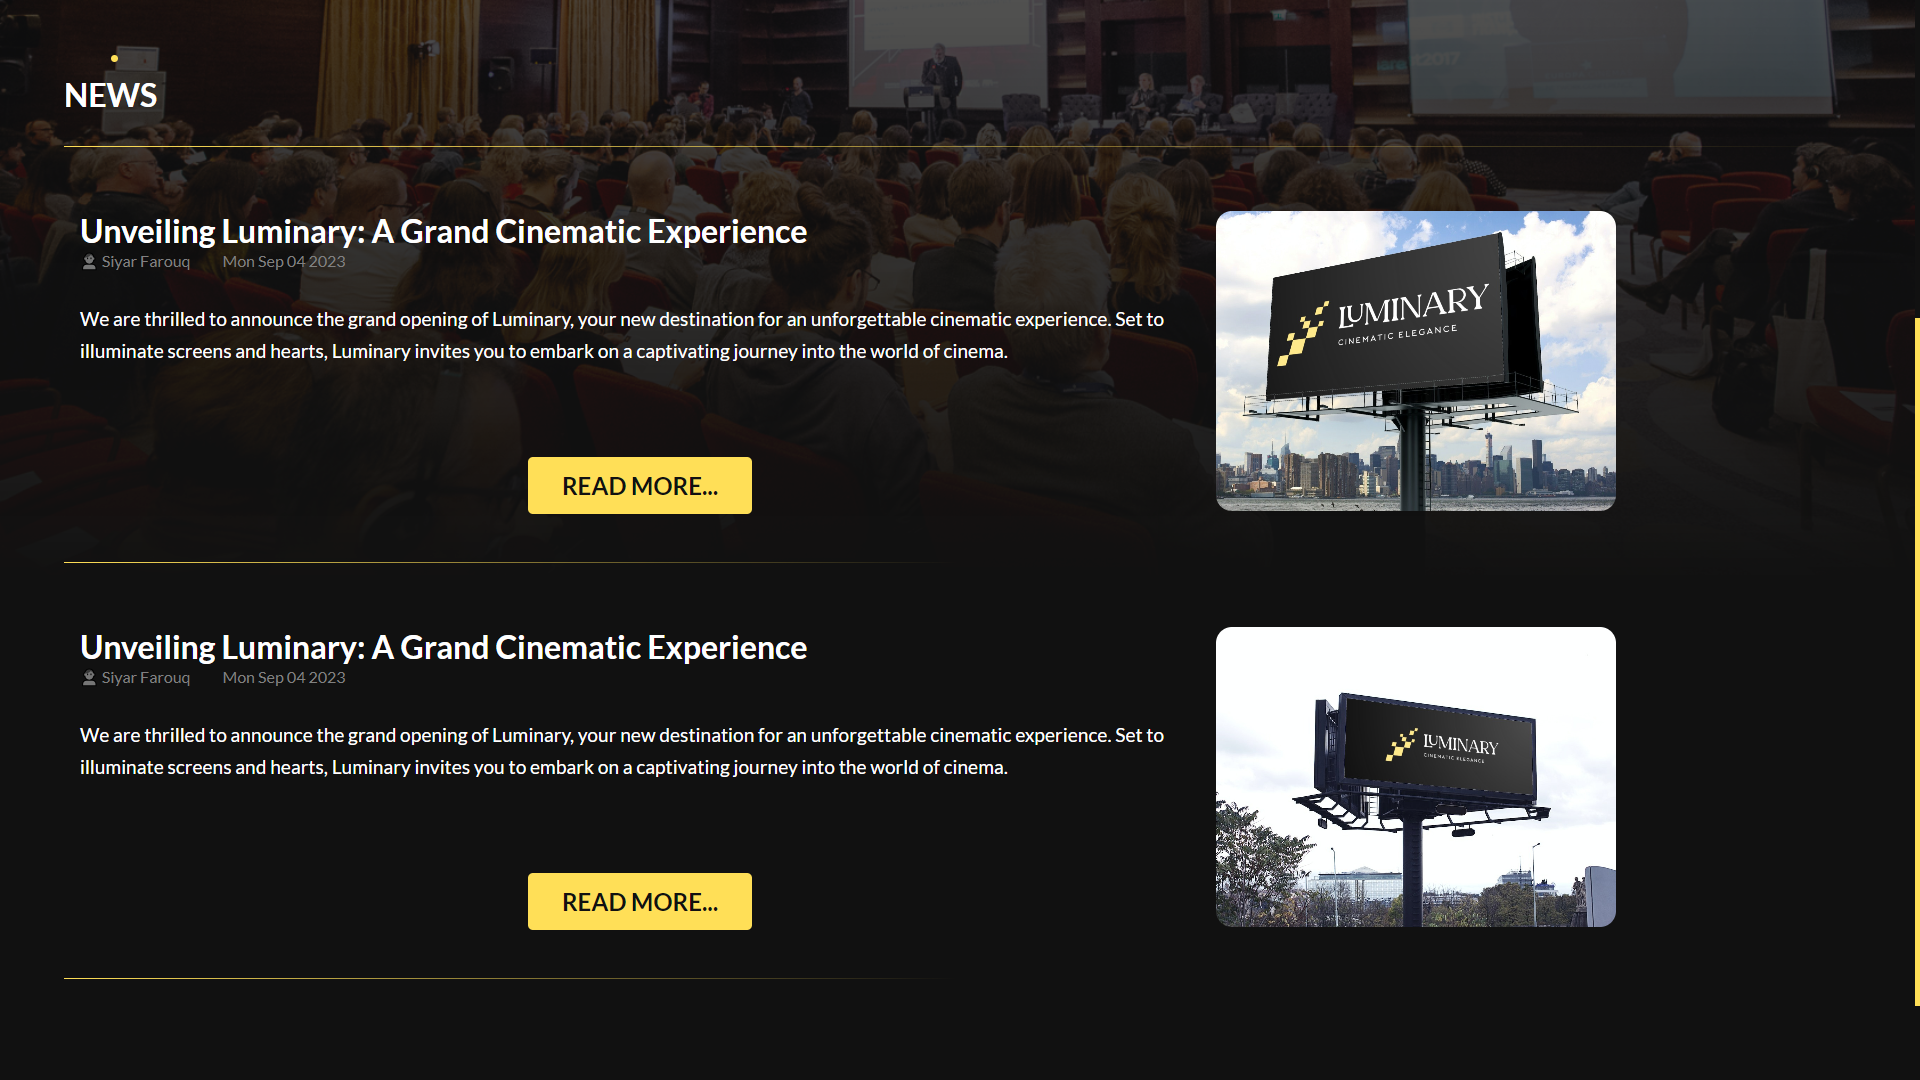 NEWS
Unveiling Luminary: A Grand Cinematic Experience
Siyar Farouq Mon Sep 04 2023
We are thrilled to announce the grand opening of Luminary, your new destination for an unforgettable cinematic experience. Set to
illuminate screens and hearts, Luminary invites you to embark on a captivating journey into the world of cinema.
READ MORE...
LUMINARY
CINEMATIC ELEGANCE
Unveiling Luminary: A Grand Cinematic Experience
Siyar Farouq Mon Sep 04 2023
We are thrilled to announce the grand opening of Luminary, your new destination for an unforgettable cinematic experience. Set to
illuminate screens and hearts, Luminary invites you to embark on a captivating journey into the world of cinema.
READ MORE...
LUMINARY
CINEMATIC ELEGANCE